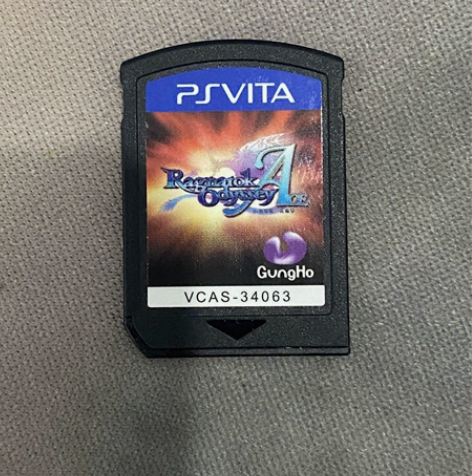 PSVITA
Ragnarok
Odyssey ACE
GungHo
VCAS-34063